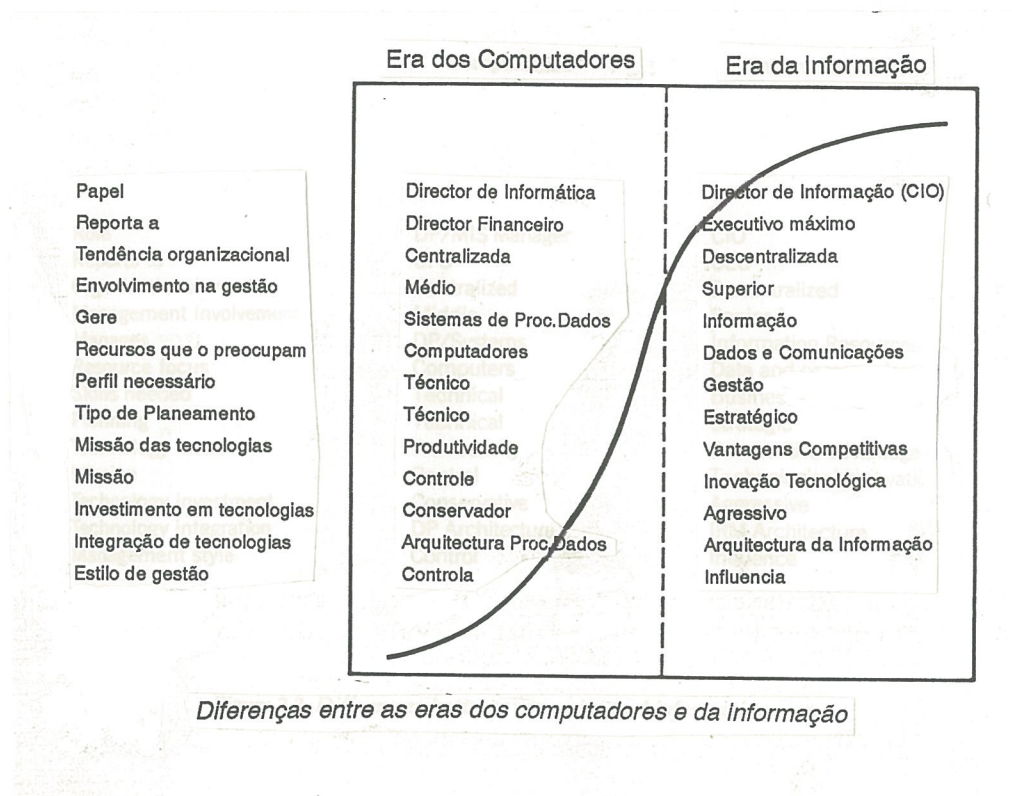 Era dos Computadores Era da Informação
Papel Director de Informática Director de Informação (CIO)
Reporta a Director Financeiro Executivo máximo
Tendência organizacional Centralizada Descentralizada
Envolvimento na gestão Médio Superior
Gere Sistemas de Proc.Dados Informação
Recursos que o preocupam Computadores Dados e Comunicações
Perfil necessário Técnico Gestão
Tipo de Planeamento Técnico Estratégico
Missão das tecnologias Produtividade Vantagens Competitivas
Missão Controle Inovação Tecnológica
Investimento em tecnologias Conservador Agressivo
Integração de tecnologias Arquitectura Proc.Dados Arquitectura da Informação
Estilo de gestão Controla Influencia
Diferenças entre as eras dos computadores e da informação